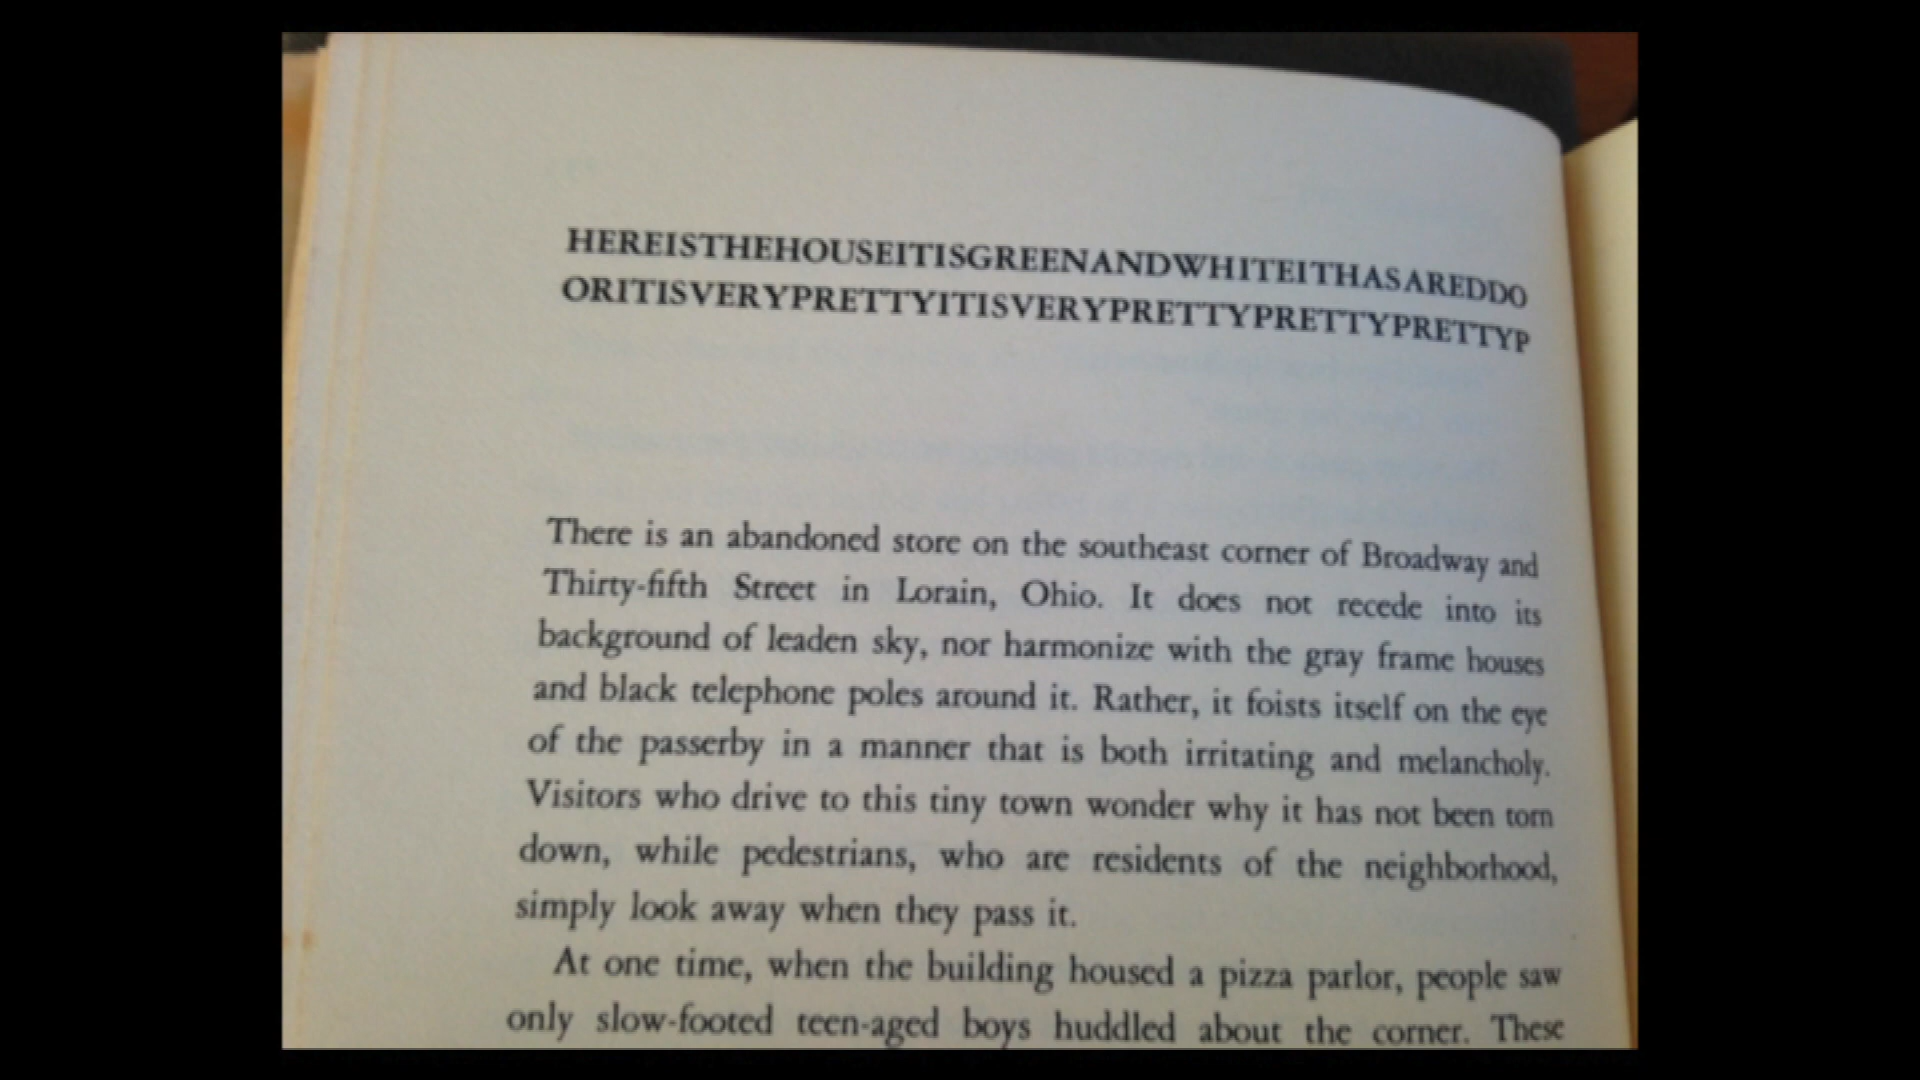 HEREISTHEHOUSEITISGREENANDWHITEITHASAREDDO
ORITISVERYPRETTYITISVERYPRETTYPRETTYPRETTYP
There is an abandoned store on the southeast corner of Broadway and
Thirty-fifth Street in Lorain, Ohio. It does not recede into its
background of leaden sky, nor harmonize with the gray frame houses
and black telephone poles around it. Rather, it foists itself on the eye
of the passerby in a manner that is both irritating and melancholy.
Visitors who drive to this tiny town wonder why it has not been torn
down, while pedestrians, who are residents of the neighborhood,
simply look away when they pass it.
At one time, when the building housed a pizza parlor, people saw
only slow-footed teen-aged boys huddled about the corner. These